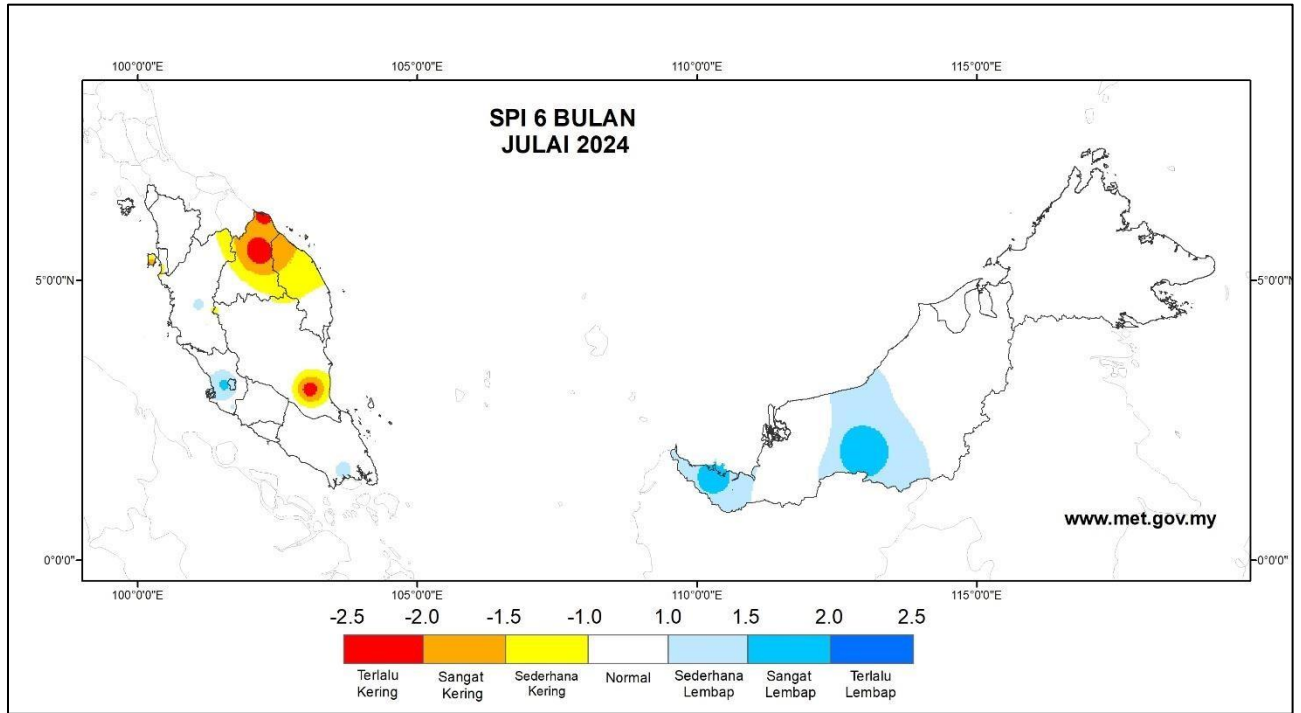 100°0'0"E 105°0'0"E 110°0'0"E 115°0'0"E
SPI 6 BULAN
JULAI 2024
5°0'0"N 5°0'0"N
www.met.gov.my
0°0'0" 0°0'0"
100°0'0"E 105°0'0"E 110°0'0"E 115°0'0"E
-2.5 -2.0 -1.5 -1.0 1.0 1.5 2.0 2.5
Terlalu Sangat Sederhana Normal Sederhana Sangat Terlalu
Kering Kering Kering Lembap Lembap Lembap